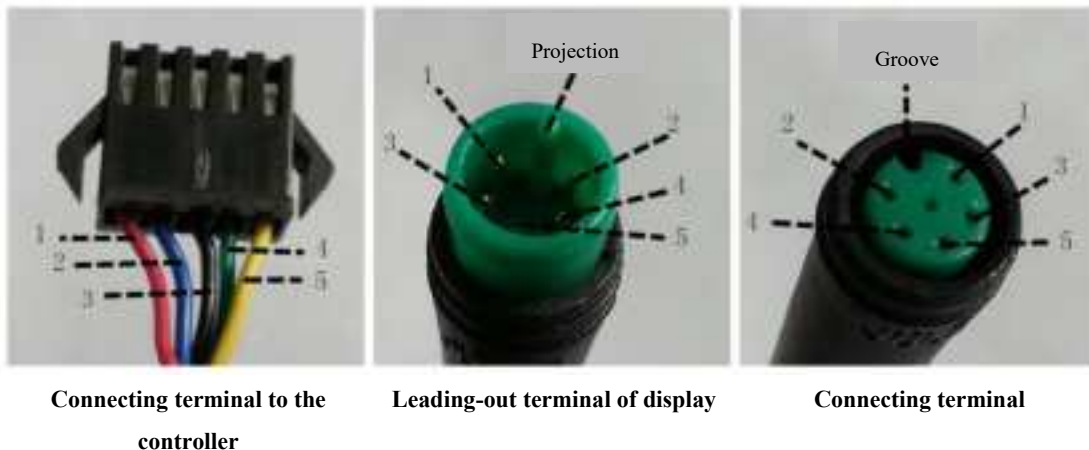 1
2
3
4
5
Connecting terminal to the
controller
Projection
1
2
3
4
5
Leading-out terminal of display
Groove
1
2
3
4
5
Connecting terminal